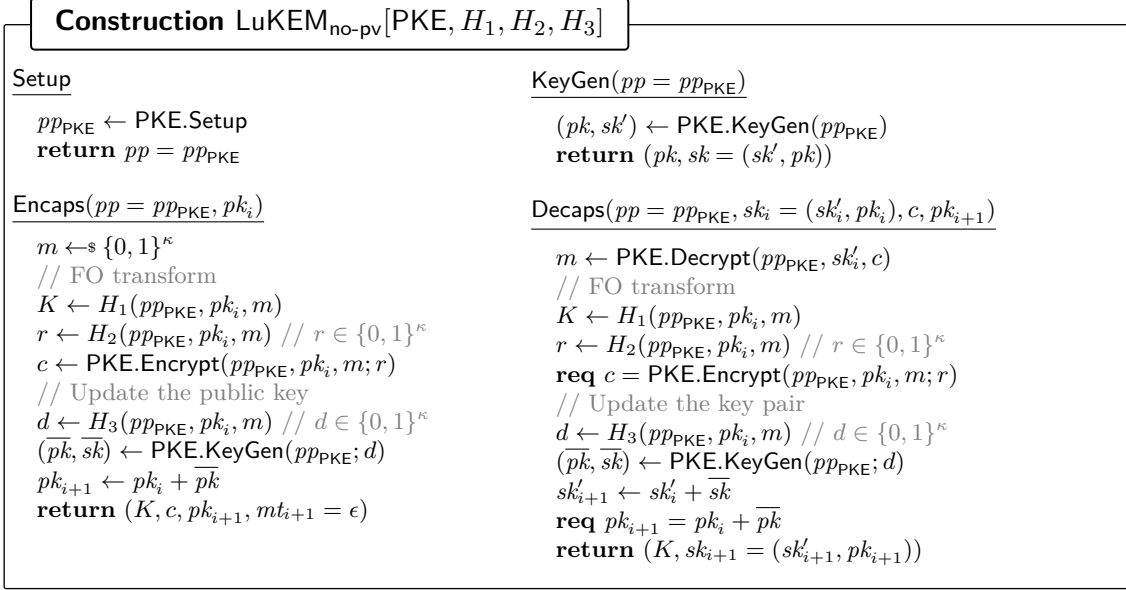 Construction LuKEM_no-pv[PKE, H_1, H_2, H_3]
Setup
pp_PKE ← PKE.Setup
return pp = pp_PKE
KeyGen(pp = pp_PKE)
(pk, sk′) ← PKE.KeyGen(pp_PKE)
return (pk, sk = (sk′, pk))
Encaps(pp = pp_PKE, pk_i)
m ←$ {0, 1}^κ
// FO transform
K ← H_1(pp_PKE, pk_i, m)
r ← H_2(pp_PKE, pk_i, m) // r ∈ {0, 1}^κ
c ← PKE.Encrypt(pp_PKE, pk_i, m; r)
// Update the public key
d ← H_3(pp_PKE, pk_i, m) // d ∈ {0, 1}^κ
(p̅k̅, s̅k̅) ← PKE.KeyGen(pp_PKE; d)
pk_{i+1} ← pk_i + p̅k̅
return (K, c, pk_{i+1}, mt_{i+1} = ϵ)
Decaps(pp = pp_PKE, sk_i = (sk′_i, pk_i), c, pk_{i+1})
m ← PKE.Decrypt(pp_PKE, sk′_i, c)
// FO transform
K ← H_1(pp_PKE, pk_i, m)
r ← H_2(pp_PKE, pk_i, m) // r ∈ {0, 1}^κ
req c = PKE.Encrypt(pp_PKE, pk_i, m; r)
// Update the key pair
d ← H_3(pp_PKE, pk_i, m) // d ∈ {0, 1}^κ
(p̅k̅, s̅k̅) ← PKE.KeyGen(pp_PKE; d)
sk′_{i+1} ← sk′_i + s̅k̅
req pk_{i+1} = pk_i + p̅k̅
return (K, sk_{i+1} = (sk′_{i+1}, pk_{i+1}))